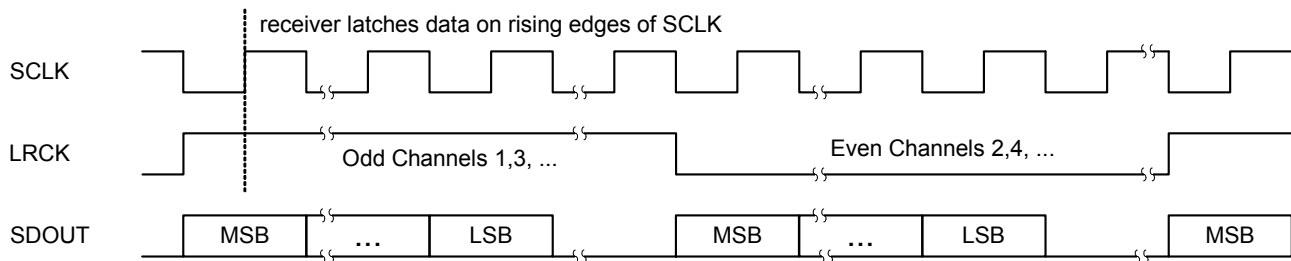 receiver latches data on rising edges of SCLK
SCLK
LRCK
Odd Channels 1,3, ...
Even Channels 2,4, ...
SDOUT
MSB
...
LSB
MSB
...
LSB
MSB